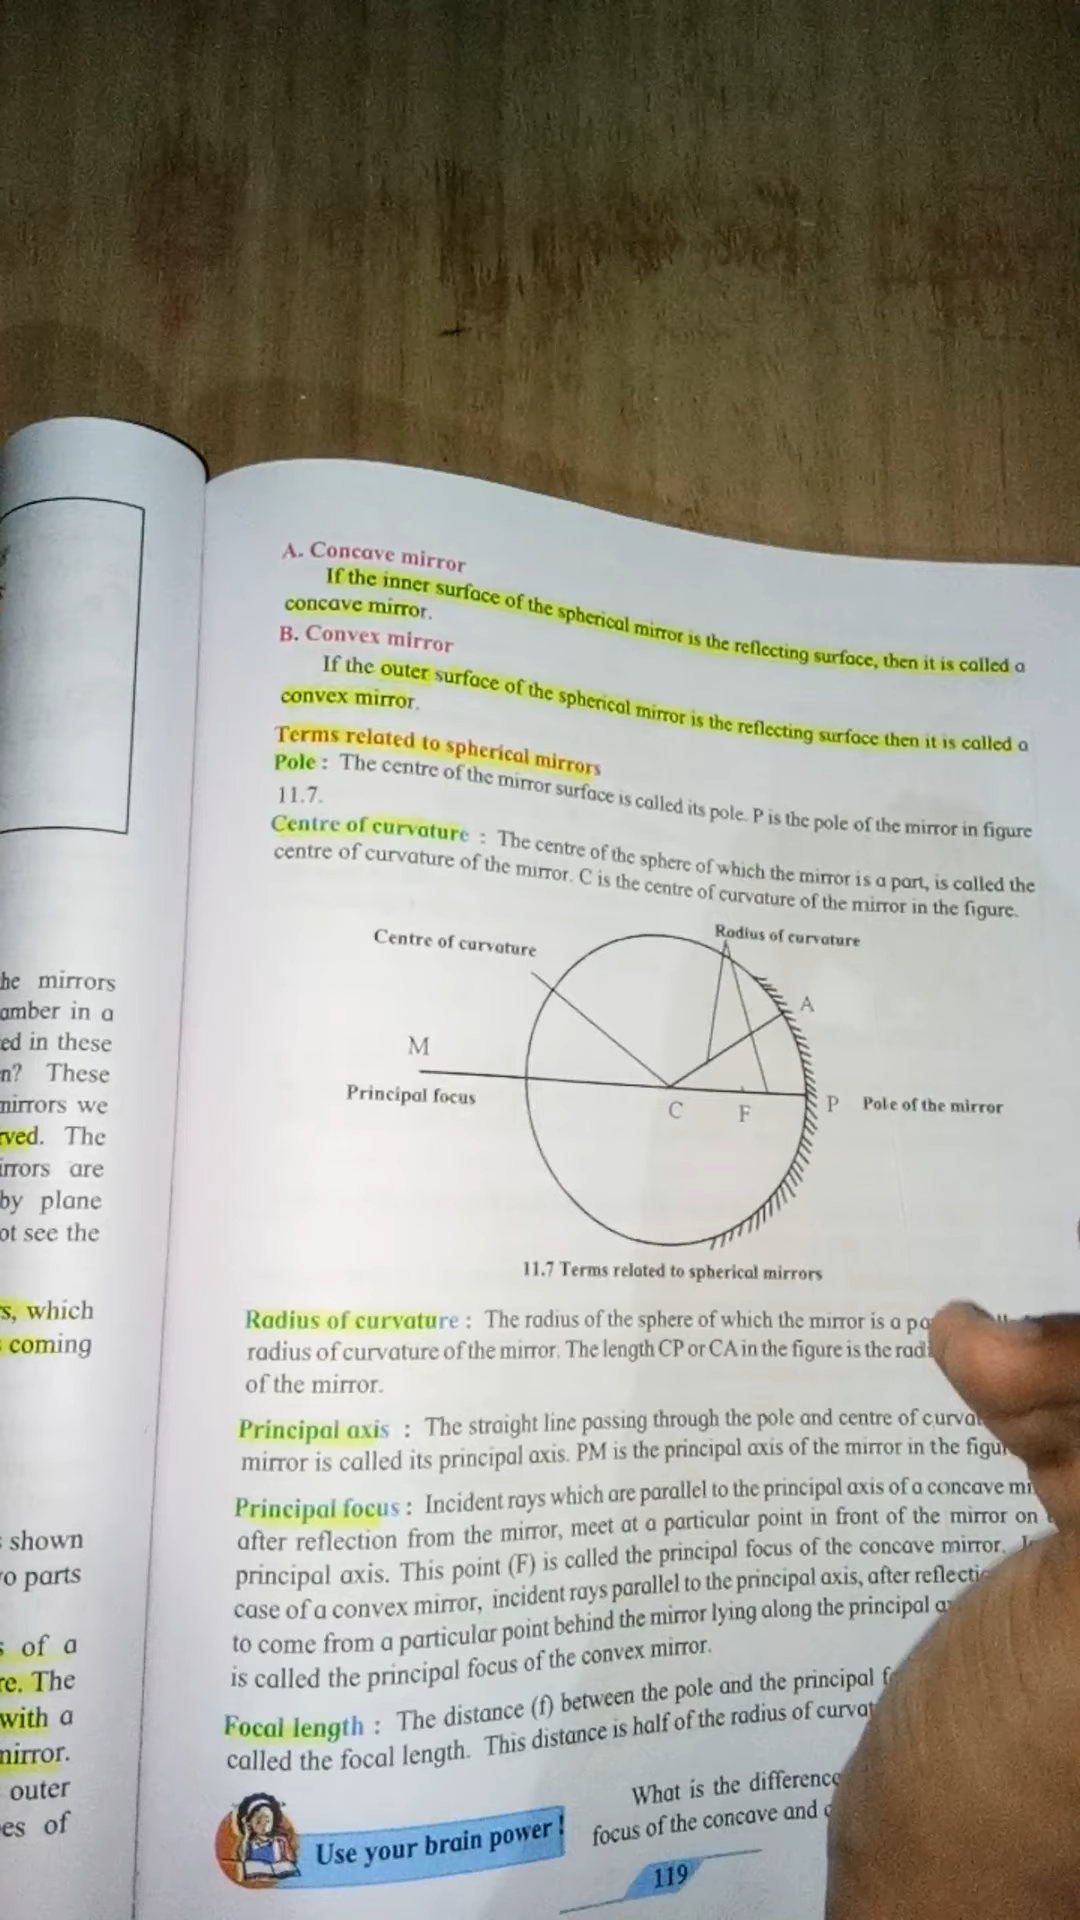 he mirrors
amber in a
ed in these
n? These
nirrors we
rved. The
irrors are
by plane
ot see the
s, which
coming
shown
o parts
s of a
re. The
with a
mirror.
outer
es of
A. Concave mirror
If the inner surface of the spherical mirror is the reflecting surface, then it is called a
concave mirror.
B. Convex mirror
If the outer surface of the spherical mirror is the reflecting surface then it is called a
convex mirror.
Terms related to spherical mirrors
Pole : The centre of the mirror surface is called its pole. P is the pole of the mirror in figure
11.7.
Centre of curvature : The centre of the sphere of which the mirror is a part, is called the
centre of curvature of the mirror. C is the centre of curvature of the mirror in the figure.
Centre of curvature
Radius of curvature
A
M
Principal focus
C
F
P
Pole of the mirror
11.7 Terms related to spherical mirrors
Radius of curvature : The radius of the sphere of which the mirror is a pa
radius of curvature of the mirror. The length CP or CA in the figure is the rad
of the mirror.
Principal axis : The straight line passing through the pole and centre of curva
mirror is called its principal axis. PM is the principal axis of the mirror in the figu
Principal focus : Incident rays which are parallel to the principal axis of a concave mi
after reflection from the mirror, meet at a particular point in front of the mirror on
principal axis. This point (F) is called the principal focus of the concave mirror.
case of a convex mirror, incident rays parallel to the principal axis, after reflecti
to come from a particular point behind the mirror lying along the principal a
is called the principal focus of the convex mirror.
Focal length : The distance (f) between the pole and the principal f
called the focal length. This distance is half of the radius of curvat
Use your brain power !
What is the difference
focus of the concave and
119